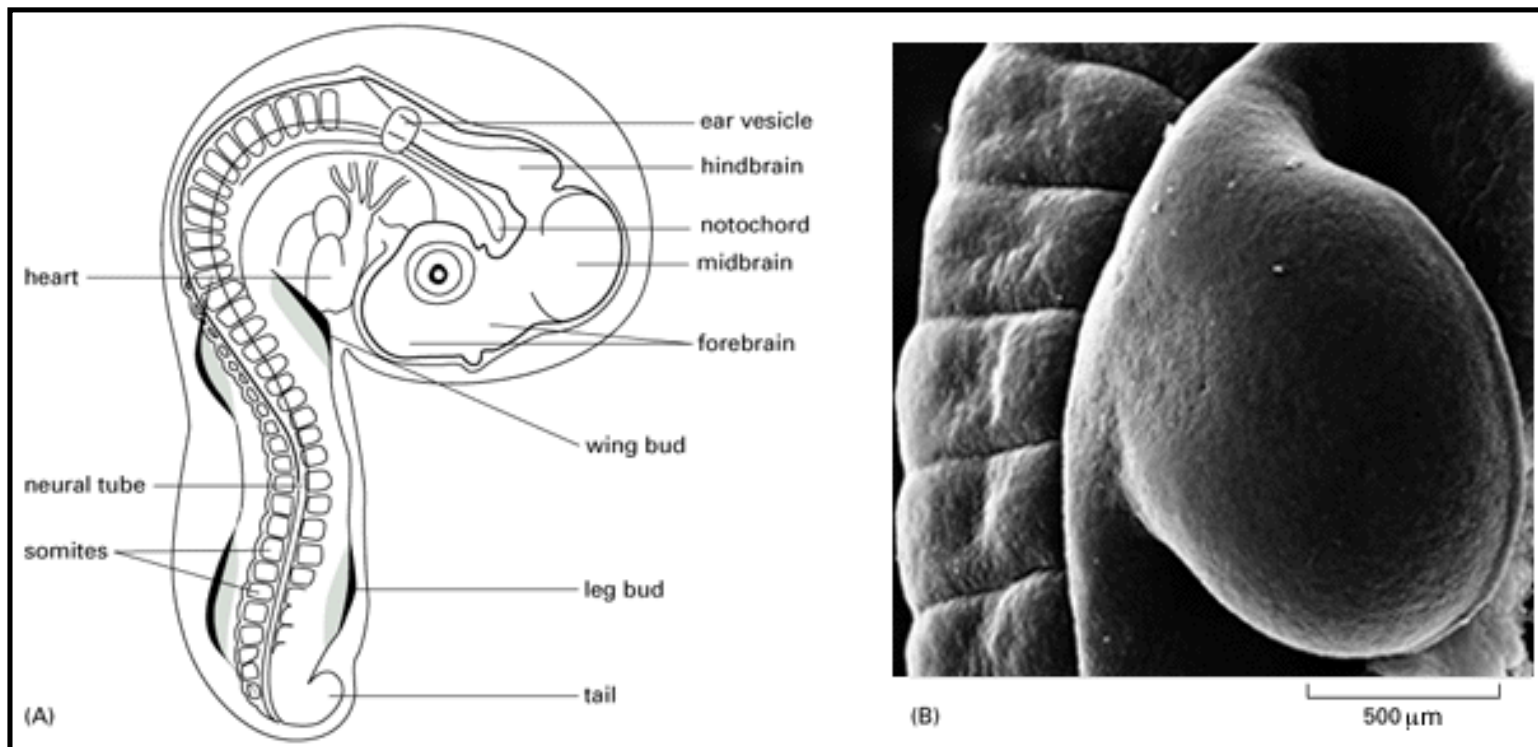 ear vesicle
hindbrain
notochord
midbrain
heart
forebrain
wing bud
neural tube
somites
leg bud
tail
(A)
(B)
500 μm